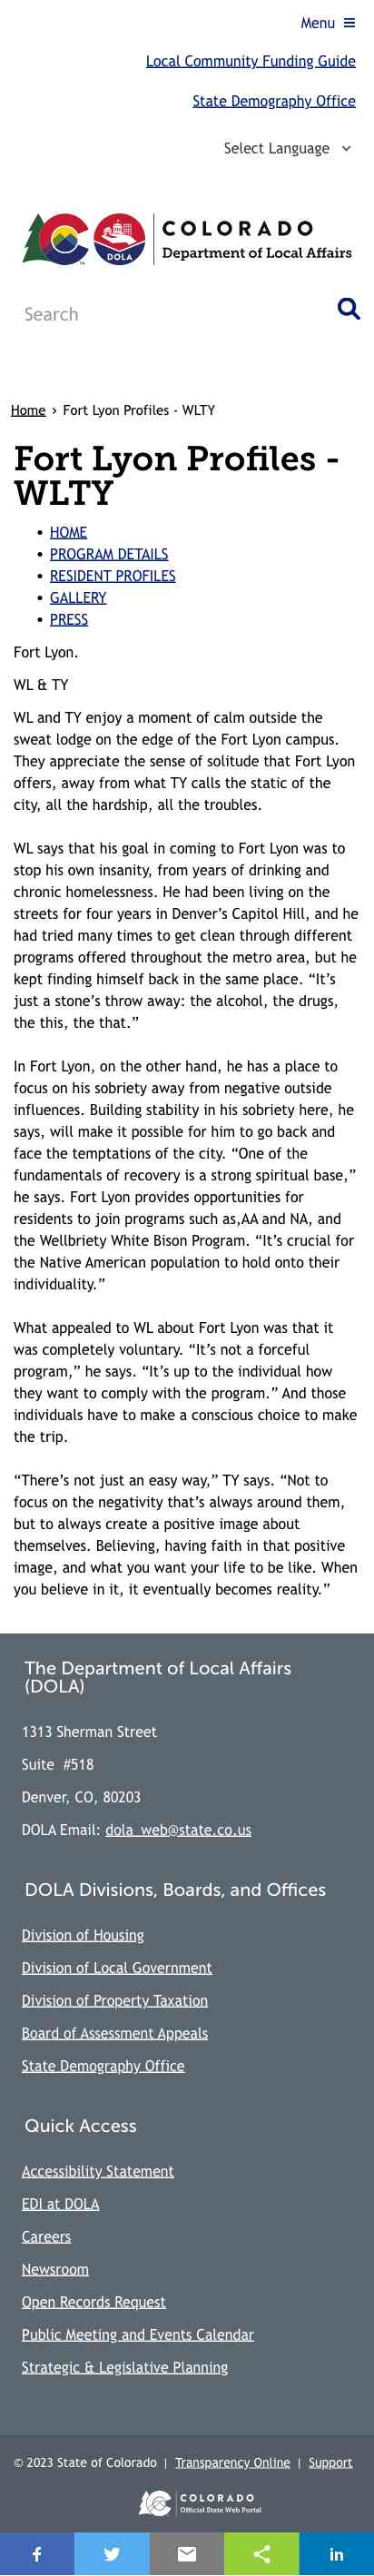 Menu
Local Community Funding Guide
State Demography Office
Select Language
COLORADO
Department of Local Affairs
DOLA
Search
Home › Fort Lyon Profiles - WLTY
Fort Lyon Profiles -
WLTY
• HOME
• PROGRAM DETAILS
• RESIDENT PROFILES
• GALLERY
• PRESS
Fort Lyon.
WL & TY
WL and TY enjoy a moment of calm outside the
sweat lodge on the edge of the Fort Lyon campus.
They appreciate the sense of solitude that Fort Lyon
offers, away from what TY calls the static of the
city, all the hardship, all the troubles.
WL says that his goal in coming to Fort Lyon was to
stop his own insanity, from years of drinking and
chronic homelessness. He had been living on the
streets for four years in Denver’s Capitol Hill, and he
had tried many times to get clean through different
programs offered throughout the metro area, but he
kept finding himself back in the same place. “It’s
just a stone’s throw away: the alcohol, the drugs,
the this, the that.”
In Fort Lyon, on the other hand, he has a place to
focus on his sobriety away from negative outside
influences. Building stability in his sobriety here, he
says, will make it possible for him to go back and
face the temptations of the city. “One of the
fundamentals of recovery is a strong spiritual base,”
he says. Fort Lyon provides opportunities for
residents to join programs such as,AA and NA, and
the Wellbriety White Bison Program. “It’s crucial for
the Native American population to hold onto their
individuality.”
What appealed to WL about Fort Lyon was that it
was completely voluntary. “It’s not a forceful
program,” he says. “It’s up to the individual how
they want to comply with the program.” And those
individuals have to make a conscious choice to make
the trip.
“There’s not just an easy way,” TY says. “Not to
focus on the negativity that’s always around them,
but to always create a positive image about
themselves. Believing, having faith in that positive
image, and what you want your life to be like. When
you believe in it, it eventually becomes reality.”
The Department of Local Affairs
(DOLA)
1313 Sherman Street
Suite #518
Denver, CO, 80203
DOLA Email: dola_web@state.co.us
DOLA Divisions, Boards, and Offices
Division of Housing
Division of Local Government
Division of Property Taxation
Board of Assessment Appeals
State Demography Office
Quick Access
Accessibility Statement
EDI at DOLA
Careers
Newsroom
Open Records Request
Public Meeting and Events Calendar
Strategic & Legislative Planning
© 2023 State of Colorado | Transparency Online | Support
COLORADO
Official State Web Portal